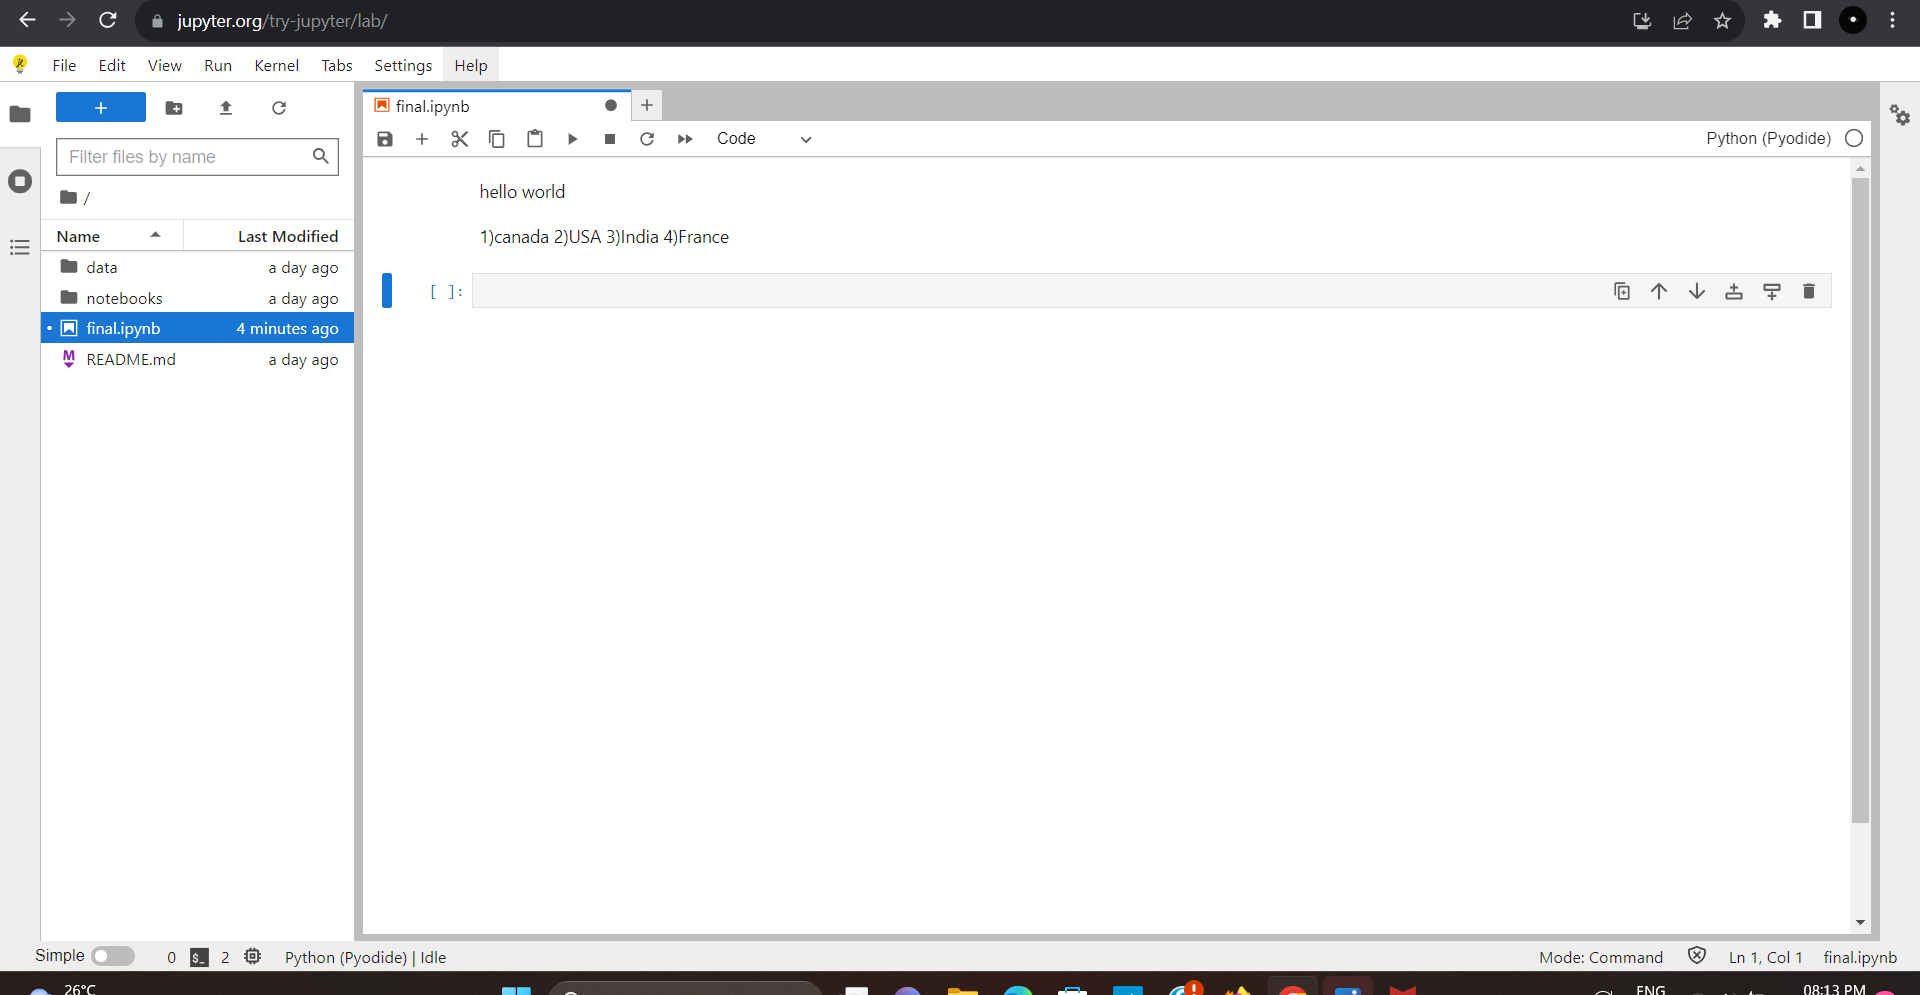 jupyter.org/try-jupyter/lab/
File Edit View Run Kernel Tabs Settings Help
final.ipynb
Code
Python (Pyodide)
Filter files by name
/
Name Last Modified
data a day ago
notebooks a day ago
final.ipynb 4 minutes ago
README.md a day ago
hello world
1)canada 2)USA 3)India 4)France
[ ]:
Simple 0 $_ 2 Python (Pyodide) | Idle Mode: Command Ln 1, Col 1 final.ipynb
26°C ENG 08:13 PM